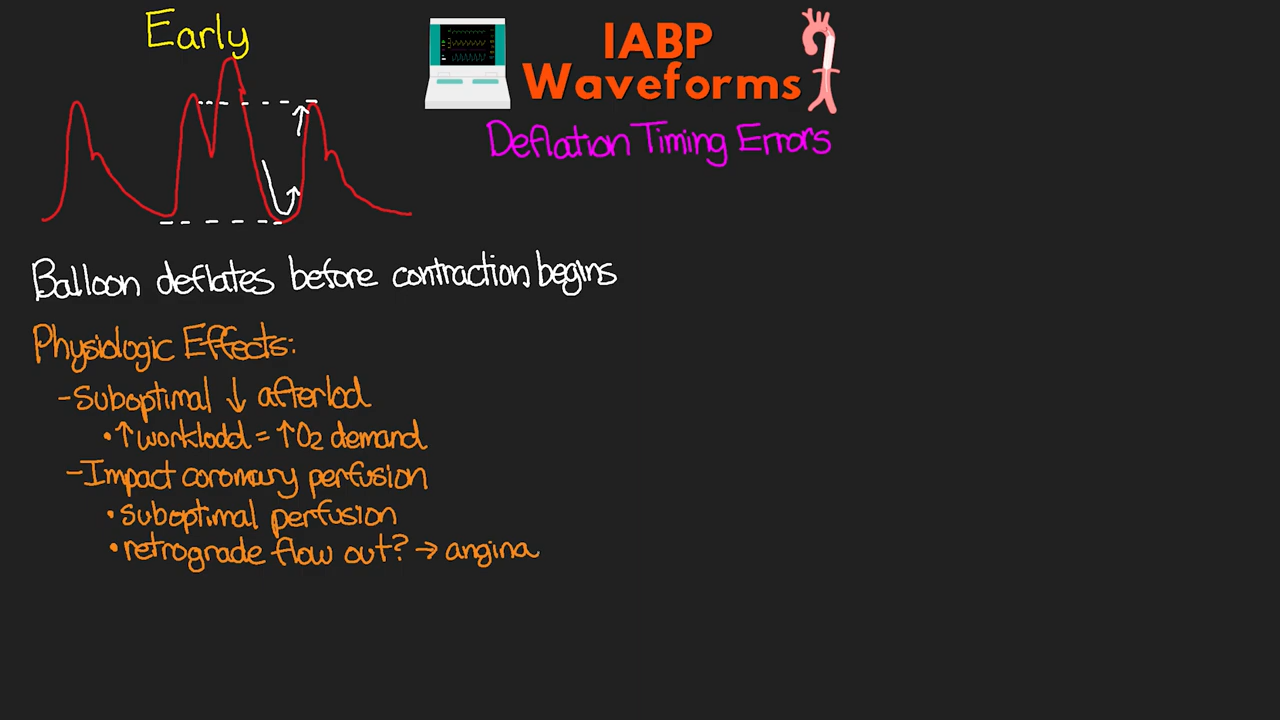 Early
IABP
Waveforms
Deflation Timing Errors
Balloon deflates before contraction begins
Physiologic Effects:
-Suboptimal ↓ afterlod
•↑workload = ↑O2 demand
-Impact coronary perfusion
•suboptimal perfusion
•retrograde flow out? → angina